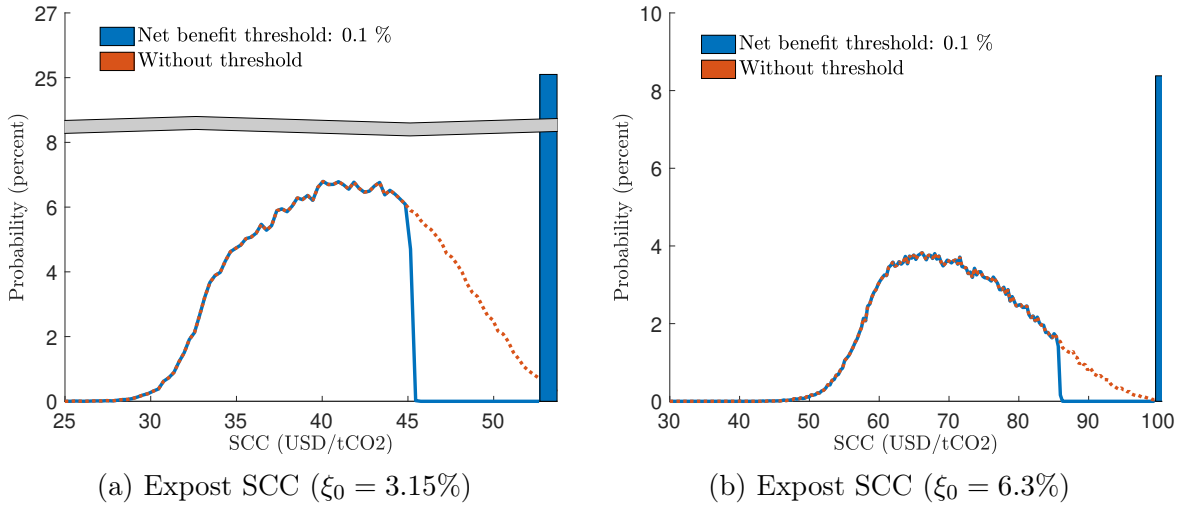 27
25
8
6
4
2
0
Probability (percent)
Net benefit threshold: 0.1 %
Without threshold
25 30 35 40 45 50
SCC (USD/tCO2)
(a) Expost SCC (ξ₀ = 3.15%)
10
8
6
4
2
0
Probability (percent)
Net benefit threshold: 0.1 %
Without threshold
30 40 50 60 70 80 90 100
SCC (USD/tCO2)
(b) Expost SCC (ξ₀ = 6.3%)